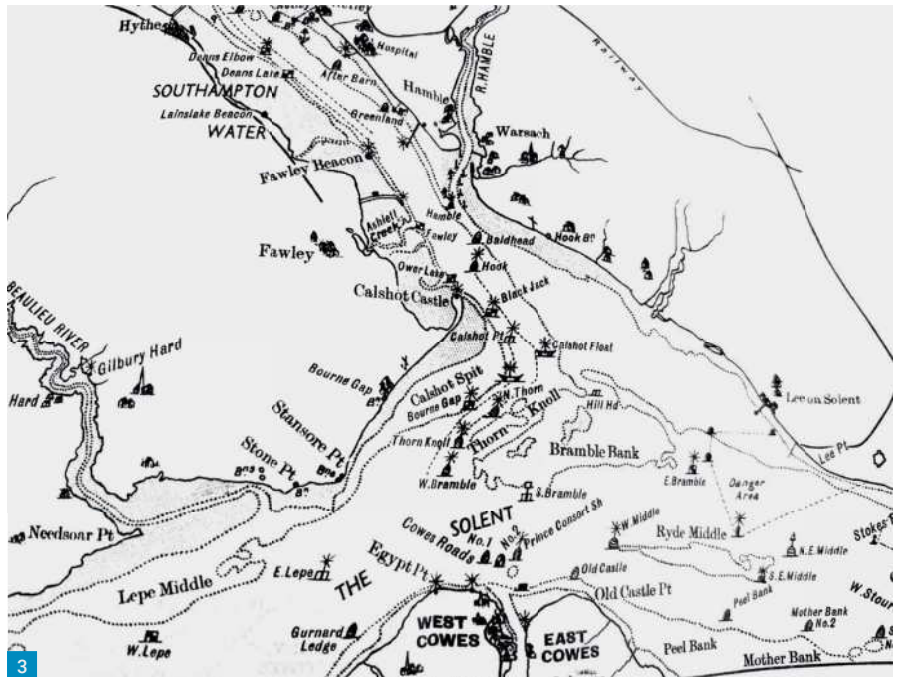 Hythe
Hospital
Deans Elbow
Deans Lake
After Barn
SOUTHAMPTON
WATER
Lainslake Beacon
Greenland
Hamble
R. HAMBLE
Railway
Warsach
Fawley Beacon
Ashlett
Creek
Fawley
Hamble
Baldhead
Hook Bn
Hook
Fawley
Ower Lake
Calshot Castle
Black Jack
BEAULIEU RIVER
Gilbury Hard
Hard
Calshot Pt
Calshot Float
Bourne Gap
Calshot Spit
Bourne Gap
N. Thorn
Hill Hd
Lee on Solent
Lee Pt
Thorn Knoll
Thorn Knoll
Bramble Bank
Stansore Pt
Stone Pt
Bns
Bn
Bns
W. Bramble
S. Bramble
E. Bramble
Danger
Area
Needsoar Pt
SOLENT
THE
Cowes Roads
No. 1
No. 2
Prince Consort Sh
W. Middle
Ryde Middle
N.E. Middle
S.E. Middle
Stokes
Lepe Middle
E. Lepe
Egypt Pt
Old Castle
Old Castle Pt
W. Stour
W. Lepe
Gurnard
Ledge
WEST
COWES
EAST
COWES
Peel Bank
Peel Bank
Mother Bank
No. 2
Mother Bank
3